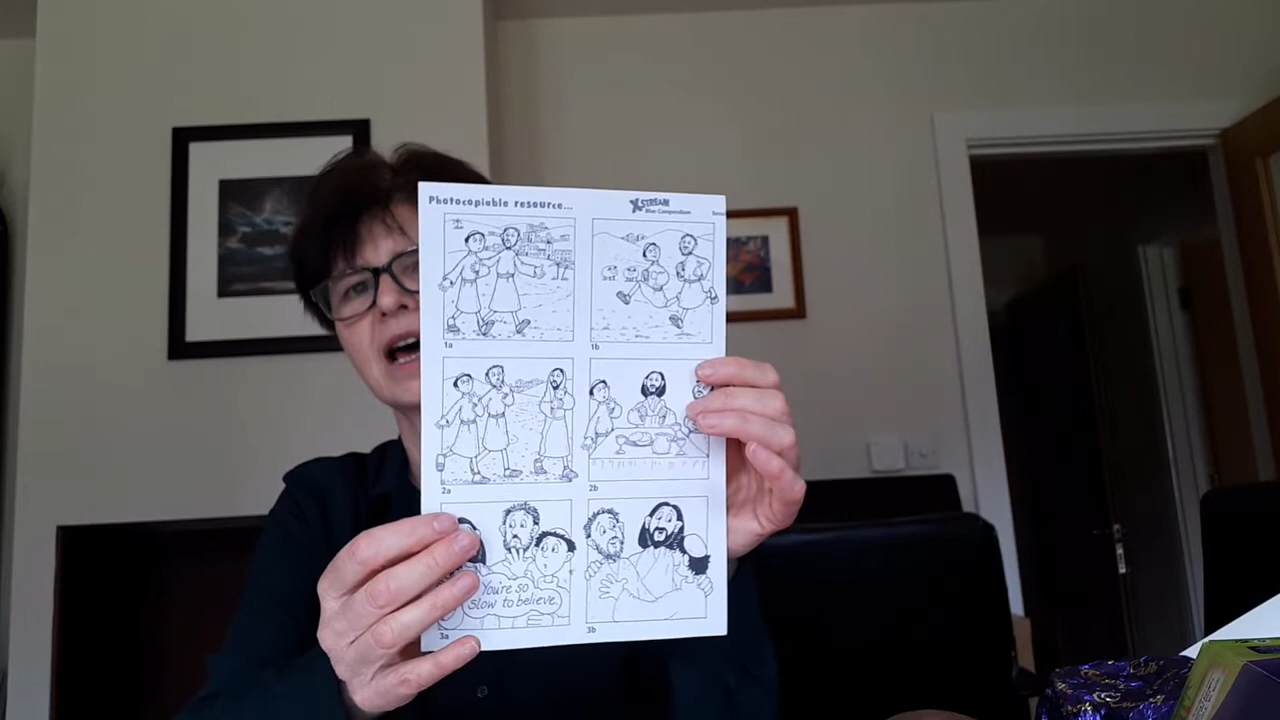 Photocopiable resource...
XSTREAM
Blue Compendium
1a
1b
2a
2b
You're so
slow to believe.
3a
3b